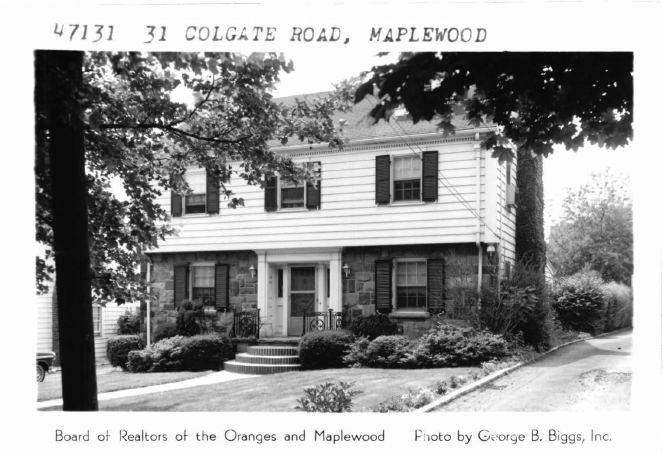 47131 31 COLGATE ROAD, MAPLEWOOD
Board of Realtors of the Oranges and Maplewood Photo by George B. Biggs, Inc.